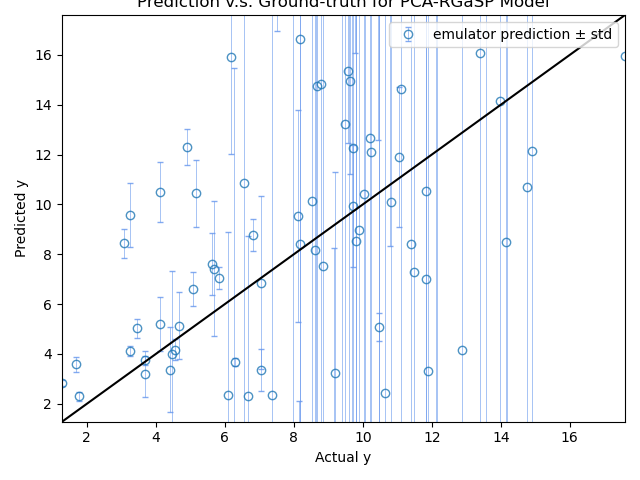 Prediction v.s. Ground-truth for PCA-RGaSP Model
emulator prediction ± std
16
14
12
10
8
6
4
2
Predicted y
2 4 6 8 10 12 14 16
Actual y